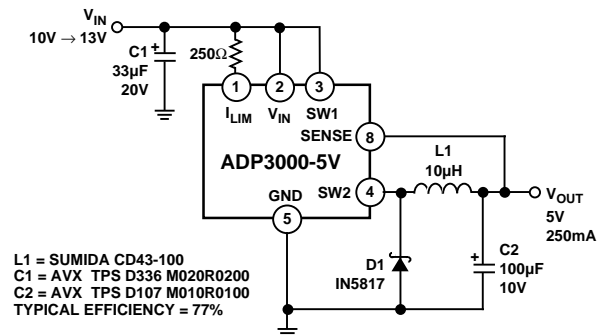 VIN
10V → 13V
C1
33µF
20V
+
250Ω
1
2
3
ILIM
VIN
SW1
SENSE
8
ADP3000-5V
SW2
4
GND
5
L1
10µH
VOUT
5V
250mA
D1
IN5817
+
C2
100µF
10V
L1 = SUMIDA CD43-100
C1 = AVX TPS D336 M020R0200
C2 = AVX TPS D107 M010R0100
TYPICAL EFFICIENCY = 77%